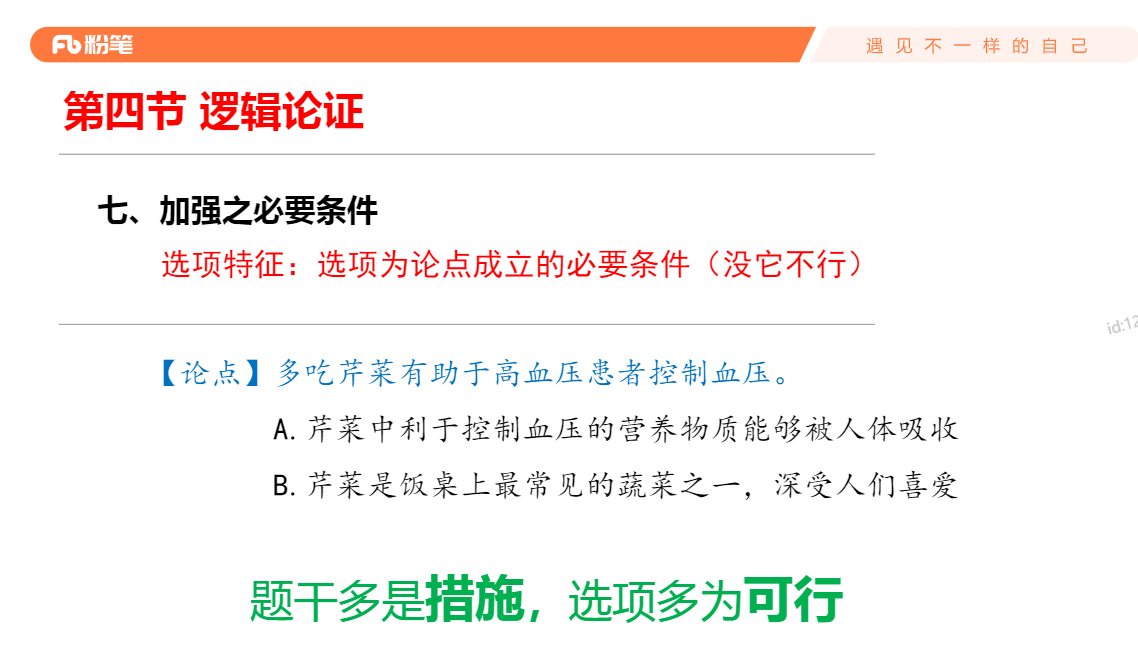 粉笔
遇见不一样的自己
第四节 逻辑论证
七、加强之必要条件
选项特征：选项为论点成立的必要条件（没它不行）
id:12
【论点】多吃芹菜有助于高血压患者控制血压。
A. 芹菜中利于控制血压的营养物质能够被人体吸收
B. 芹菜是饭桌上最常见的蔬菜之一，深受人们喜爱
题干多是措施，选项多为可行